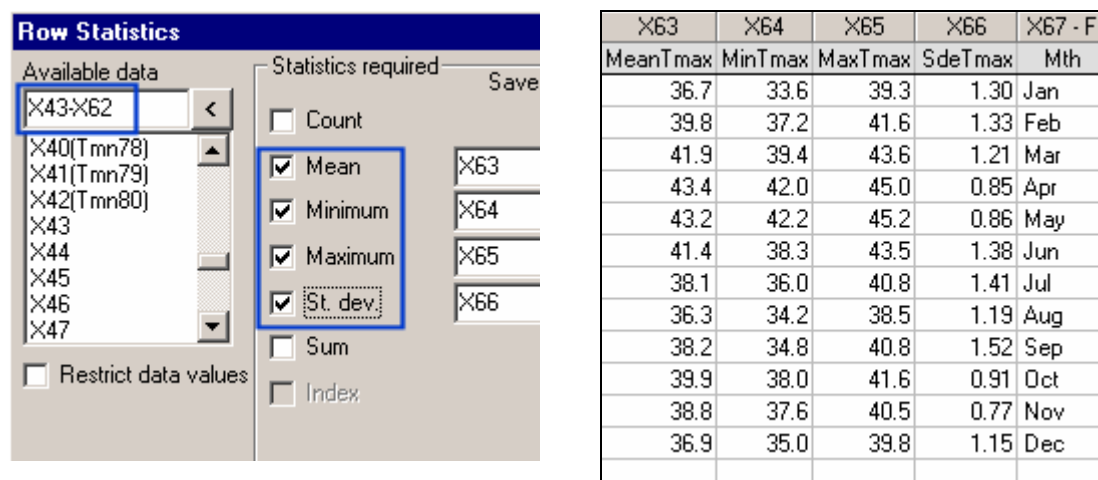 Row Statistics
Available data
X43-X62
<
X40(Tmn78)
X41(Tmn79)
X42(Tmn80)
X43
X44
X45
X46
X47
Restrict data values
Statistics required
Save
Count
Mean X63
Minimum X64
Maximum X65
St. dev. X66
Sum
Index
X63 X64 X65 X66 X67 - F
MeanTmax MinTmax MaxTmax SdeTmax Mth
36.7 33.6 39.3 1.30 Jan
39.8 37.2 41.6 1.33 Feb
41.9 39.4 43.6 1.21 Mar
43.4 42.0 45.0 0.85 Apr
43.2 42.2 45.2 0.86 May
41.4 38.3 43.5 1.38 Jun
38.1 36.0 40.8 1.41 Jul
36.3 34.2 38.5 1.19 Aug
38.2 34.8 40.8 1.52 Sep
39.9 38.0 41.6 0.91 Oct
38.8 37.6 40.5 0.77 Nov
36.9 35.0 39.8 1.15 Dec